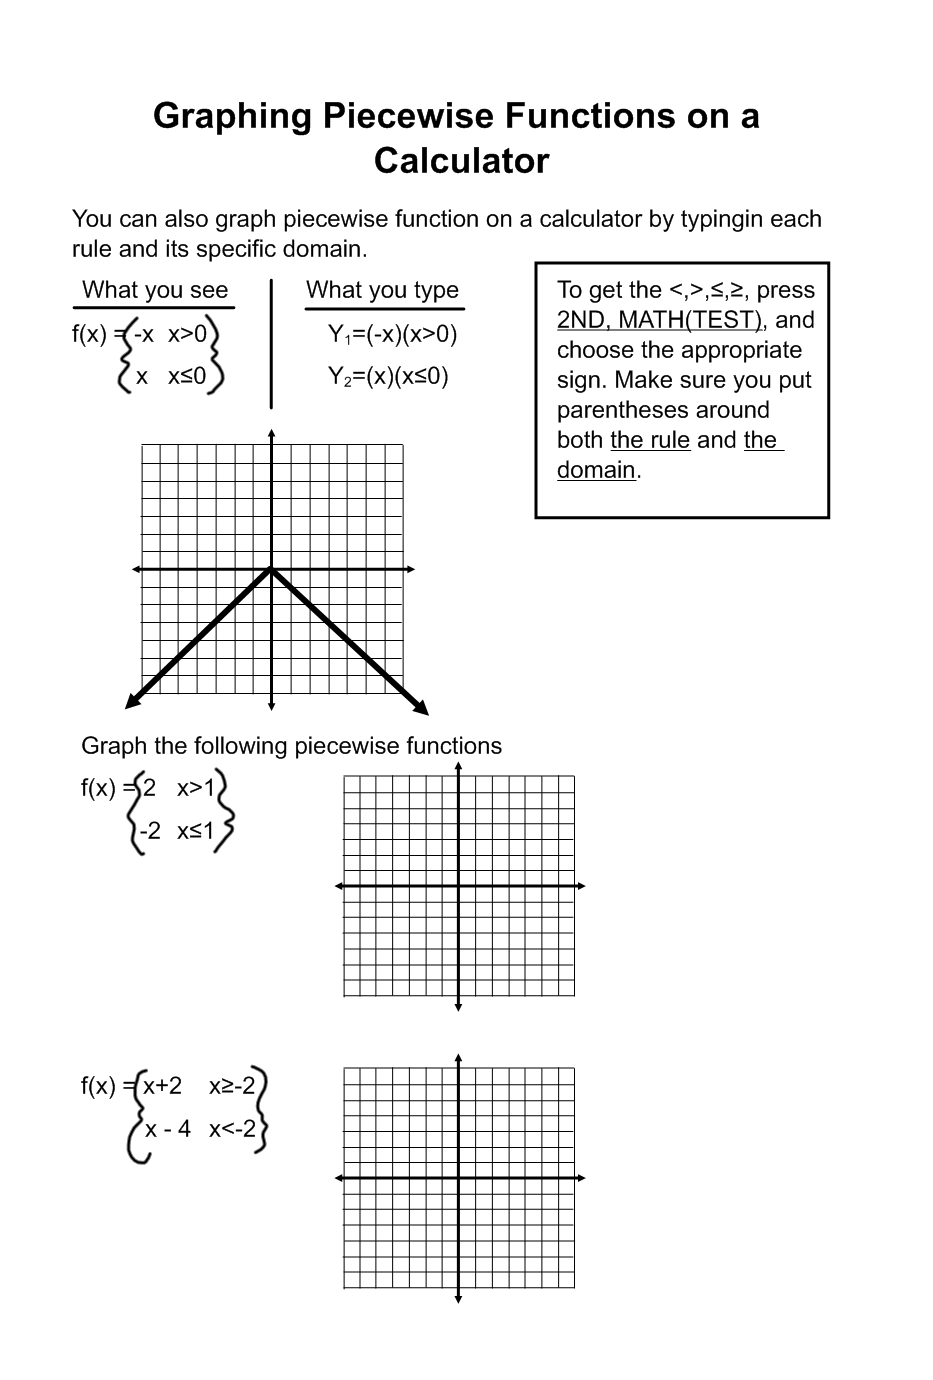 Graphing Piecewise Functions on a
Calculator
You can also graph piecewise function on a calculator by typingin each
rule and its specific domain.
What you see
f(x) ={-x x>0}
{x x≤0}
What you type
Y₁=(-x)(x>0)
Y₂=(x)(x≤0)
To get the <,>,≤,≥, press
2ND, MATH(TEST), and
choose the appropriate
sign. Make sure you put
parentheses around
both the rule and the
domain.
Graph the following piecewise functions
f(x) ={2 x>1}
{-2 x≤1}
f(x) ={x+2 x≥-2}
{x - 4 x<-2}